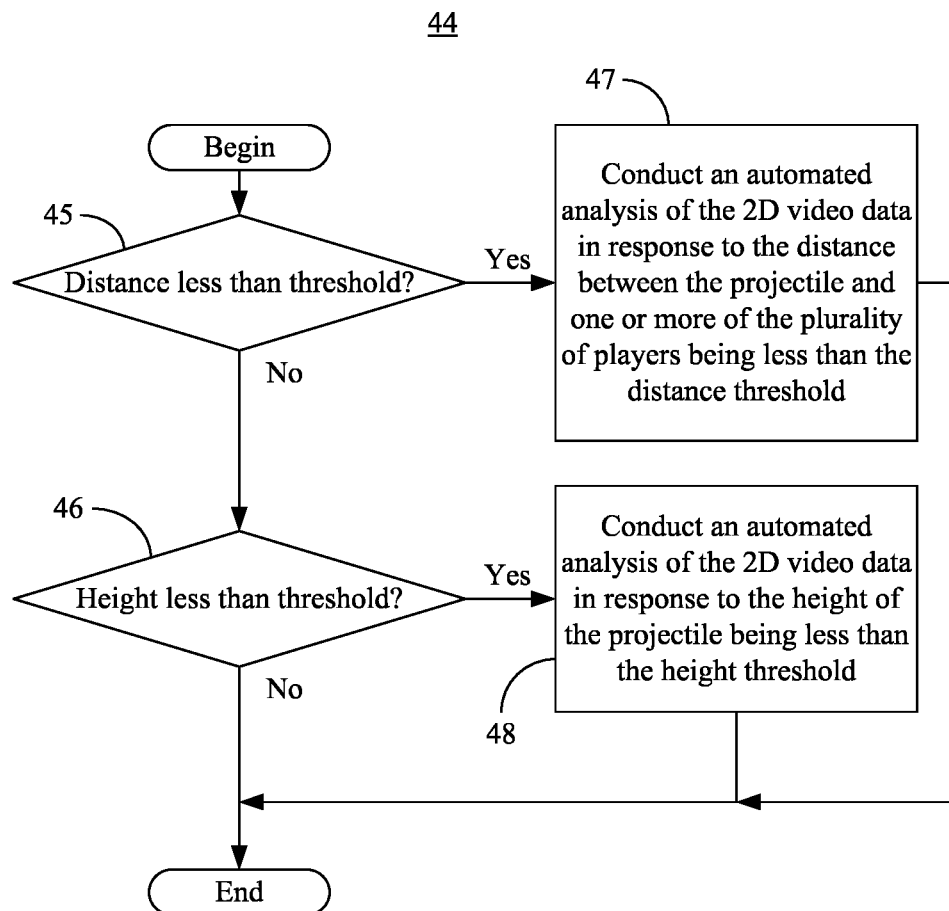 44
Begin
45
Distance less than threshold?
Yes
No
47
Conduct an automated
analysis of the 2D video data
in response to the distance
between the projectile and
one or more of the plurality
of players being less than the
distance threshold
46
Height less than threshold?
Yes
No
Conduct an automated
analysis of the 2D video data
in response to the height of
the projectile being less than
the height threshold
48
End